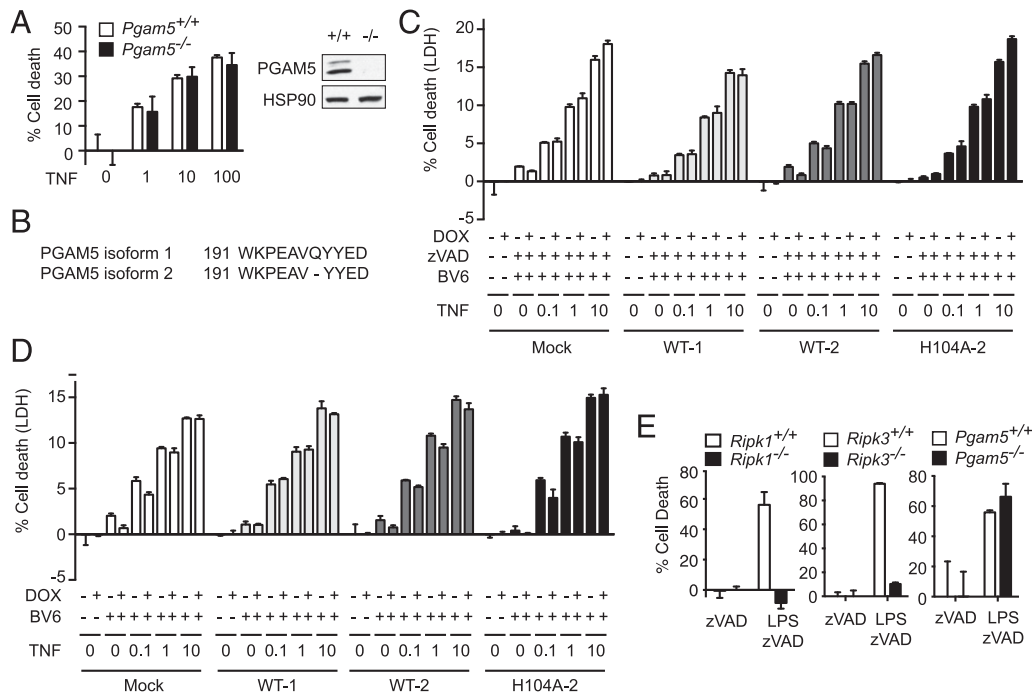 A
Pgam5+/+
Pgam5-/-
% Cell death
50
40
30
20
10
0
TNF 0 1 10 100
+/+ -/-
PGAM5
HSP90
B
PGAM5 isoform 1 191 WKPEAVQYYED
PGAM5 isoform 2 191 WKPEAV-YYED
C
% Cell death (LDH)
20
15
10
5
0
-5
DOX - + - + - + - + - + - + - + - + - + - + - + - + - + - + - + - + - + - + - + - +
zVAD - - + + + + + + + + - - + + + + + + + + - - + + + + + + + + - - + + + + + + + +
BV6 - - + + + + + + + + - - + + + + + + + + - - + + + + + + + + - - + + + + + + + +
TNF 0 0 0.1 1 10 0 0 0.1 1 10 0 0 0.1 1 10 0 0 0.1 1 10
Mock WT-1 WT-2 H104A-2
D
% Cell death (LDH)
15
10
5
0
-5
DOX - + - + - + - + - + - + - + - + - + - + - + - + - + - + - + - + - + - + - + - +
BV6 - - + + + + + + + + - - + + + + + + + + - - + + + + + + + + - - + + + + + + + +
TNF 0 0 0.1 1 10 0 0 0.1 1 10 0 0 0.1 1 10 0 0 0.1 1 10
Mock WT-1 WT-2 H104A-2
E
% Cell Death
Ripk1+/+
Ripk1-/-
80
60
40
20
0
-20
zVAD LPS
zVAD
Ripk3+/+
Ripk3-/-
100
80
60
40
20
0
zVAD LPS
zVAD
Pgam5+/+
Pgam5-/-
80
60
40
20
0
zVAD LPS
zVAD